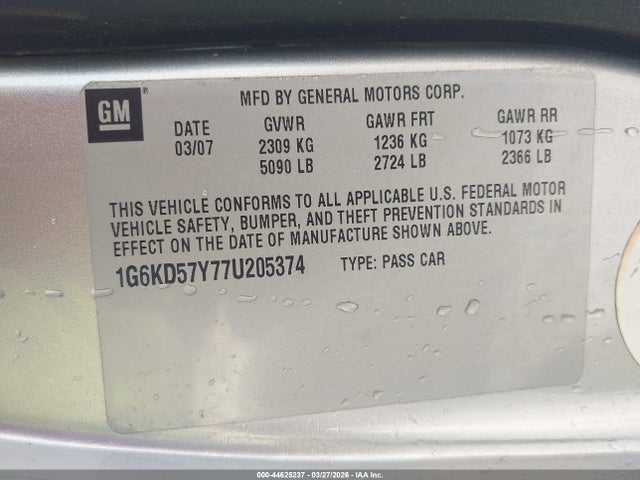 GM
MFD BY GENERAL MOTORS CORP.
DATE GVWR GAWR FRT GAWR RR
03/07 2309 KG 1236 KG 1073 KG
5090 LB 2724 LB 2366 LB
THIS VEHICLE CONFORMS TO ALL APPLICABLE U.S. FEDERAL MOTOR
VEHICLE SAFETY, BUMPER, AND THEFT PREVENTION STANDARDS IN
EFFECT ON THE DATE OF MANUFACTURE SHOWN ABOVE.
1G6KD57Y77U205374 TYPE: PASS CAR
000-44625237 - 03/27/2026 - IAA Inc.